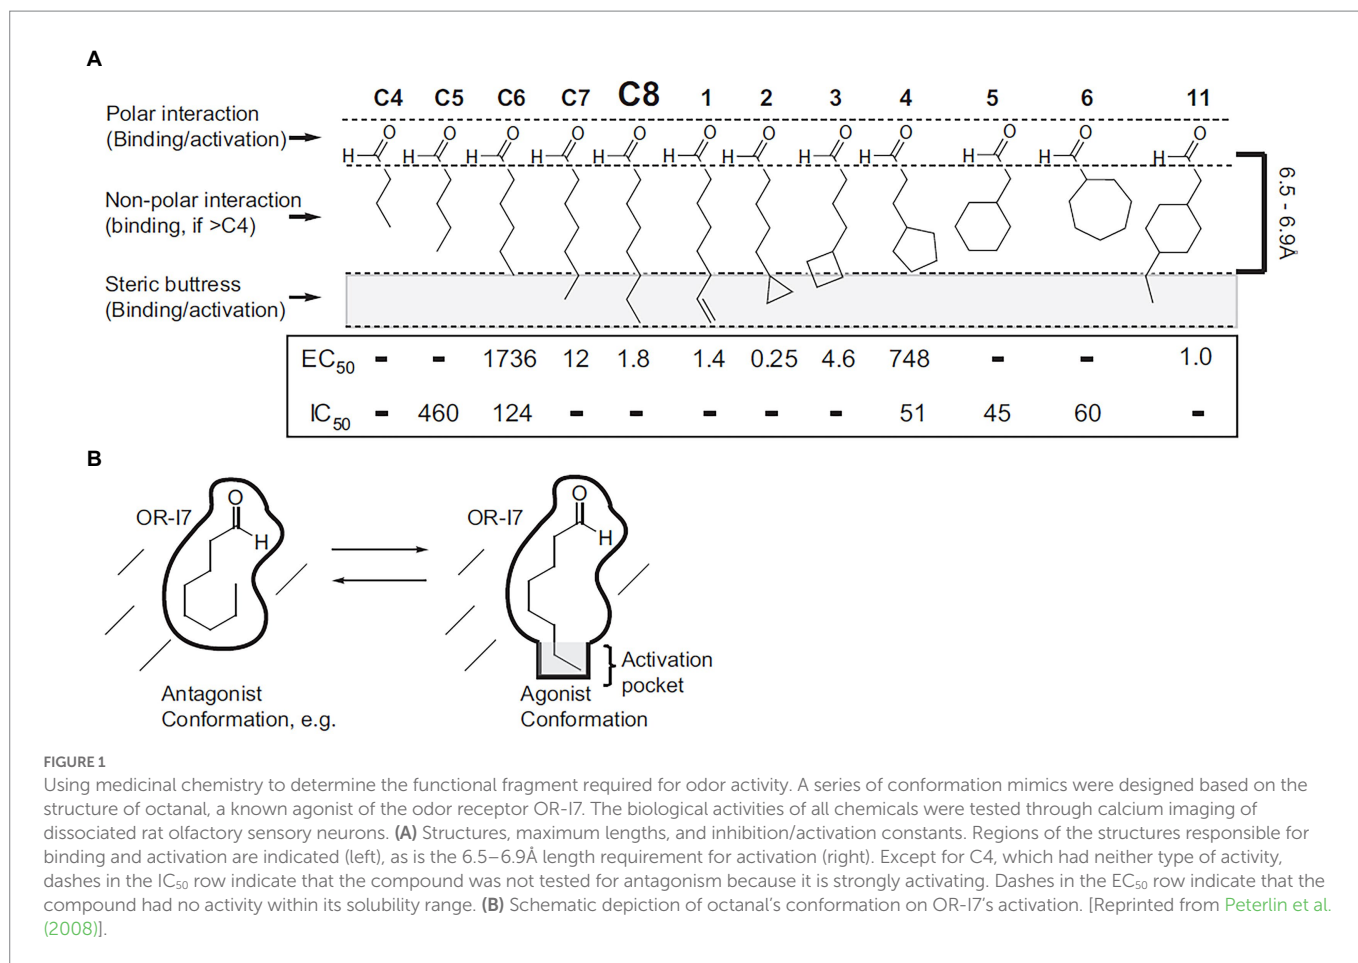 A
C4 C5 C6 C7 C8 1 2 3 4 5 6 11
Polar interaction
(Binding/activation)
O O O O O O O O O O O O
H H H H H H H H H H H H
Non-polar interaction
(binding, if >C4)
6.5 - 6.9Å
Steric buttress
(Binding/activation)
EC50 - - 1736 12 1.8 1.4 0.25 4.6 748 - - 1.0
IC50 - 460 124 - - - - - 51 45 60 -
B
OR-I7
O
H
OR-I7
O
H
Activation
pocket
Antagonist
Conformation, e.g.
Agonist
Conformation
FIGURE 1
Using medicinal chemistry to determine the functional fragment required for odor activity. A series of conformation mimics were designed based on the
structure of octanal, a known agonist of the odor receptor OR-I7. The biological activities of all chemicals were tested through calcium imaging of
dissociated rat olfactory sensory neurons. (A) Structures, maximum lengths, and inhibition/activation constants. Regions of the structures responsible for
binding and activation are indicated (left), as is the 6.5–6.9Å length requirement for activation (right). Except for C4, which had neither type of activity,
dashes in the IC50 row indicate that the compound was not tested for antagonism because it is strongly activating. Dashes in the EC50 row indicate that the
compound had no activity within its solubility range. (B) Schematic depiction of octanal's conformation on OR-I7's activation. [Reprinted from Peterlin et al.
(2008)].